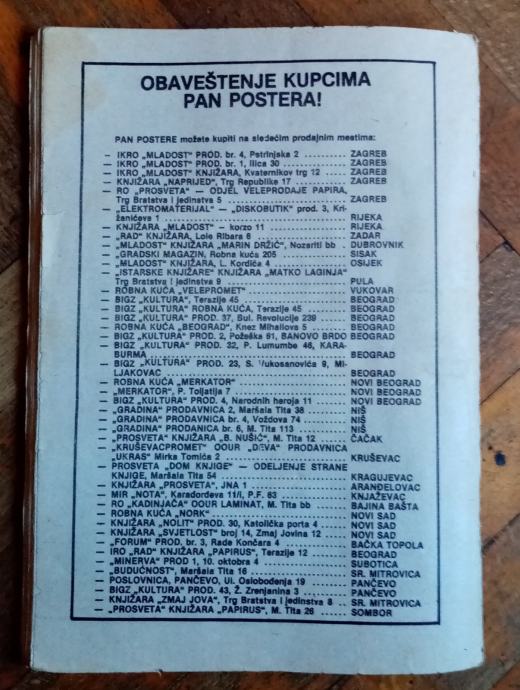 OBAVEŠTENJE KUPCIMA
PAN POSTERA!
PAN POSTERE možete kupiti na sledećim prodajnim mestima:
— IKRO „MLADOST" PROD. br. 4, Petrinjska 2 .......... ZAGREB
— IKRO „MLADOST" PROD. br. 1, Ilica 30 .......... ZAGREB
— IKRO „MLADOST" KNJIŽARA, Kvaternikov trg 12 ..... ZAGREB
— KNJIŽARA „NAPRIJED", Trg Republike 17 .......... ZAGREB
— RO „PROSVETA" — ODJEL VELEPRODAJE PAPIRA,
Trg Bratstva i jedinstva 5 .......... ZAGREB
— „ELEKTROMATERIJAL" — „DISKOBUTIK" prod. 3, Kri-
žanićeva 1 .......... RIJEKA
— KNJIŽARA „MLADOST" — korzo 11 .......... RIJEKA
— „RAD" KNJIŽARA, Lole Ribara 6 .......... ZADAR
— „MLADOST" KNJIŽARA „MARIN DRŽIĆ", Nozariti bb . DUBROVNIK
— „GRADSKI MAGAZIN, Robna kuća 205 .......... SISAK
— „MLADOST" KNJIŽARA, L. Kordića 4 .......... OSIJEK
— „ISTARSKE KNJIŽARE" KNJIŽARA „MATKO LAGINJA"
Trg Bratstva i jedinstva 9 .......... PULA
— ROBNA KUĆA „VELEPROMET" .......... VUKOVAR
— BIGZ „KULTURA", Terazije 45 .......... BEOGRAD
— BIGZ „KULTURA" ROBNA KUĆA, Terazije 45 .......... BEOGRAD
— BIGZ „KULTURA" PROD. 37, Bul. Revolucije 239 ...... BEOGRAD
— ROBNA KUĆA „BEOGRAD", Knez Mihailova 5 .......... BEOGRAD
— BIGZ „KULTURA" PROD. 2, Požeška 91, BANOVO BRDO BEOGRAD
— BIGZ „KULTURA" PROD. 32, P. Lumumbe 46, KARA-
BURMA .......... BEOGRAD
— BIGZ „KULTURA" PROD. 23, S. Vukosanovića 9, MI-
LJAKOVAC .......... BEOGRAD
— ROBNA KUĆA „MERKATOR" .......... NOVI BEOGRAD
— „MERKATOR", P. Toljatija 7 .......... NOVI BEOGRAD
— BIGZ „KULTURA" PROD. 4, Narodnih heroja 11 ...... NOVI BEOGRAD
— „GRADINA" PRODAVNICA 2, Maršala Tita 38 .......... NIŠ
— „GRADINA" PRODAVNICA br. 4, Voždova 74 .......... NIŠ
— „GRADINA" PRODANICA br. 6, M. Tita 113 .......... NIŠ
— „PROSVETA" KNJIŽARA „B. NUŠIĆ", M. Tita 12 ...... ČAČAK
— „KRUŠEVACPROMET" OOUR „DEVA" PRODAVNICA
„UKRAS" Mirka Tomića 2 .......... KRUŠEVAC
— PROSVETA „DOM KNJIGE" — ODELJENJE STRANE
KNJIGE, Maršala Tita 54 .......... KRAGUJEVAC
— KNJIŽARA „PROSVETA", JNA 1 .......... ARANĐELOVAC
— MIR „NOTA", Karađorđeva 11/I, P.F. 63 .......... KNJAŽEVAC
— IRO „KADINJAČA" OOUR LAMINAT, M. Tita bb ...... BAJINA BAŠTA
— ROBNA KUĆA „NORK" .......... NOVI SAD
— KNJIŽARA „NOLIT" PROD. 30, Katolička porta 4 ...... NOVI SAD
— KNJIŽARA „SVJETLOST" broj 14, Zmaj Jovina 12 .... NOVI SAD
— „FORUM" PROD. br. 3, Rade Končara 4 .......... BAČKA TOPOLA
— IRO „RAD" KNJIŽARA „PAPIRUS", Terazije 12 ...... BEOGRAD
— „MINERVA" PROD 1, 10. oktobra 4 .......... SUBOTICA
— „BUDUĆNOST", Maršala Tita 16 .......... SR. MITROVICA
— POSLOVNICA, PANČEVO, Ul. Oslobođenja 19 ...... PANČEVO
— BIGZ „KULTURA" PROD. 43, Ž. Zrenjanina 3 ...... PANČEVO
— KNJIŽARA „ZMAJ JOVA", Trg Bratstva i jedinstva 8 .. SR. MITROVICA
— „PROSVETA" KNJIŽARA „PAPIRUS", M. Tita 26 ...... SOMBOR